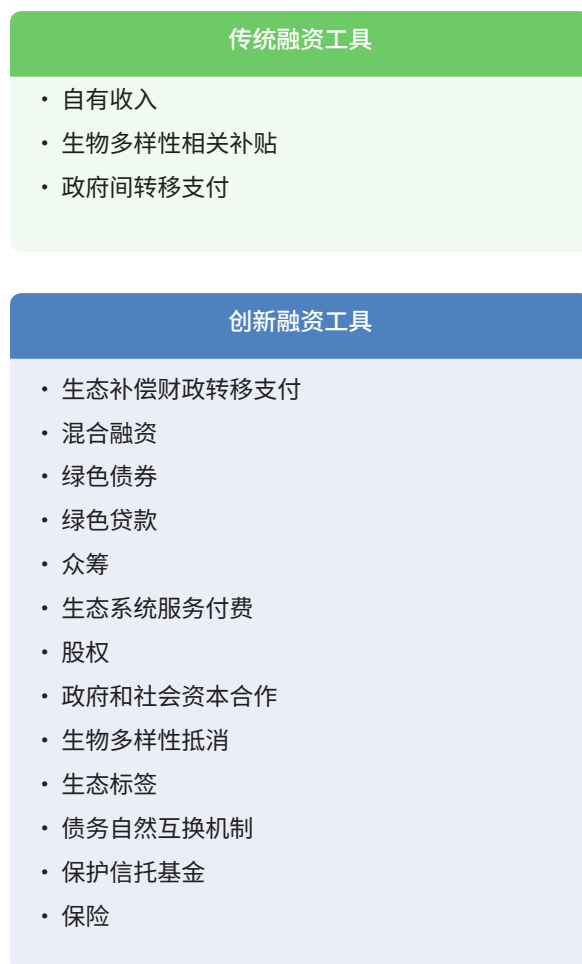 传统融资工具
• 自有收入
• 生物多样性相关补贴
• 政府间转移支付
创新融资工具
• 生态补偿财政转移支付
• 混合融资
• 绿色债券
• 绿色贷款
• 众筹
• 生态系统服务付费
• 股权
• 政府和社会资本合作
• 生物多样性抵消
• 生态标签
• 债务自然互换机制
• 保护信托基金
• 保险